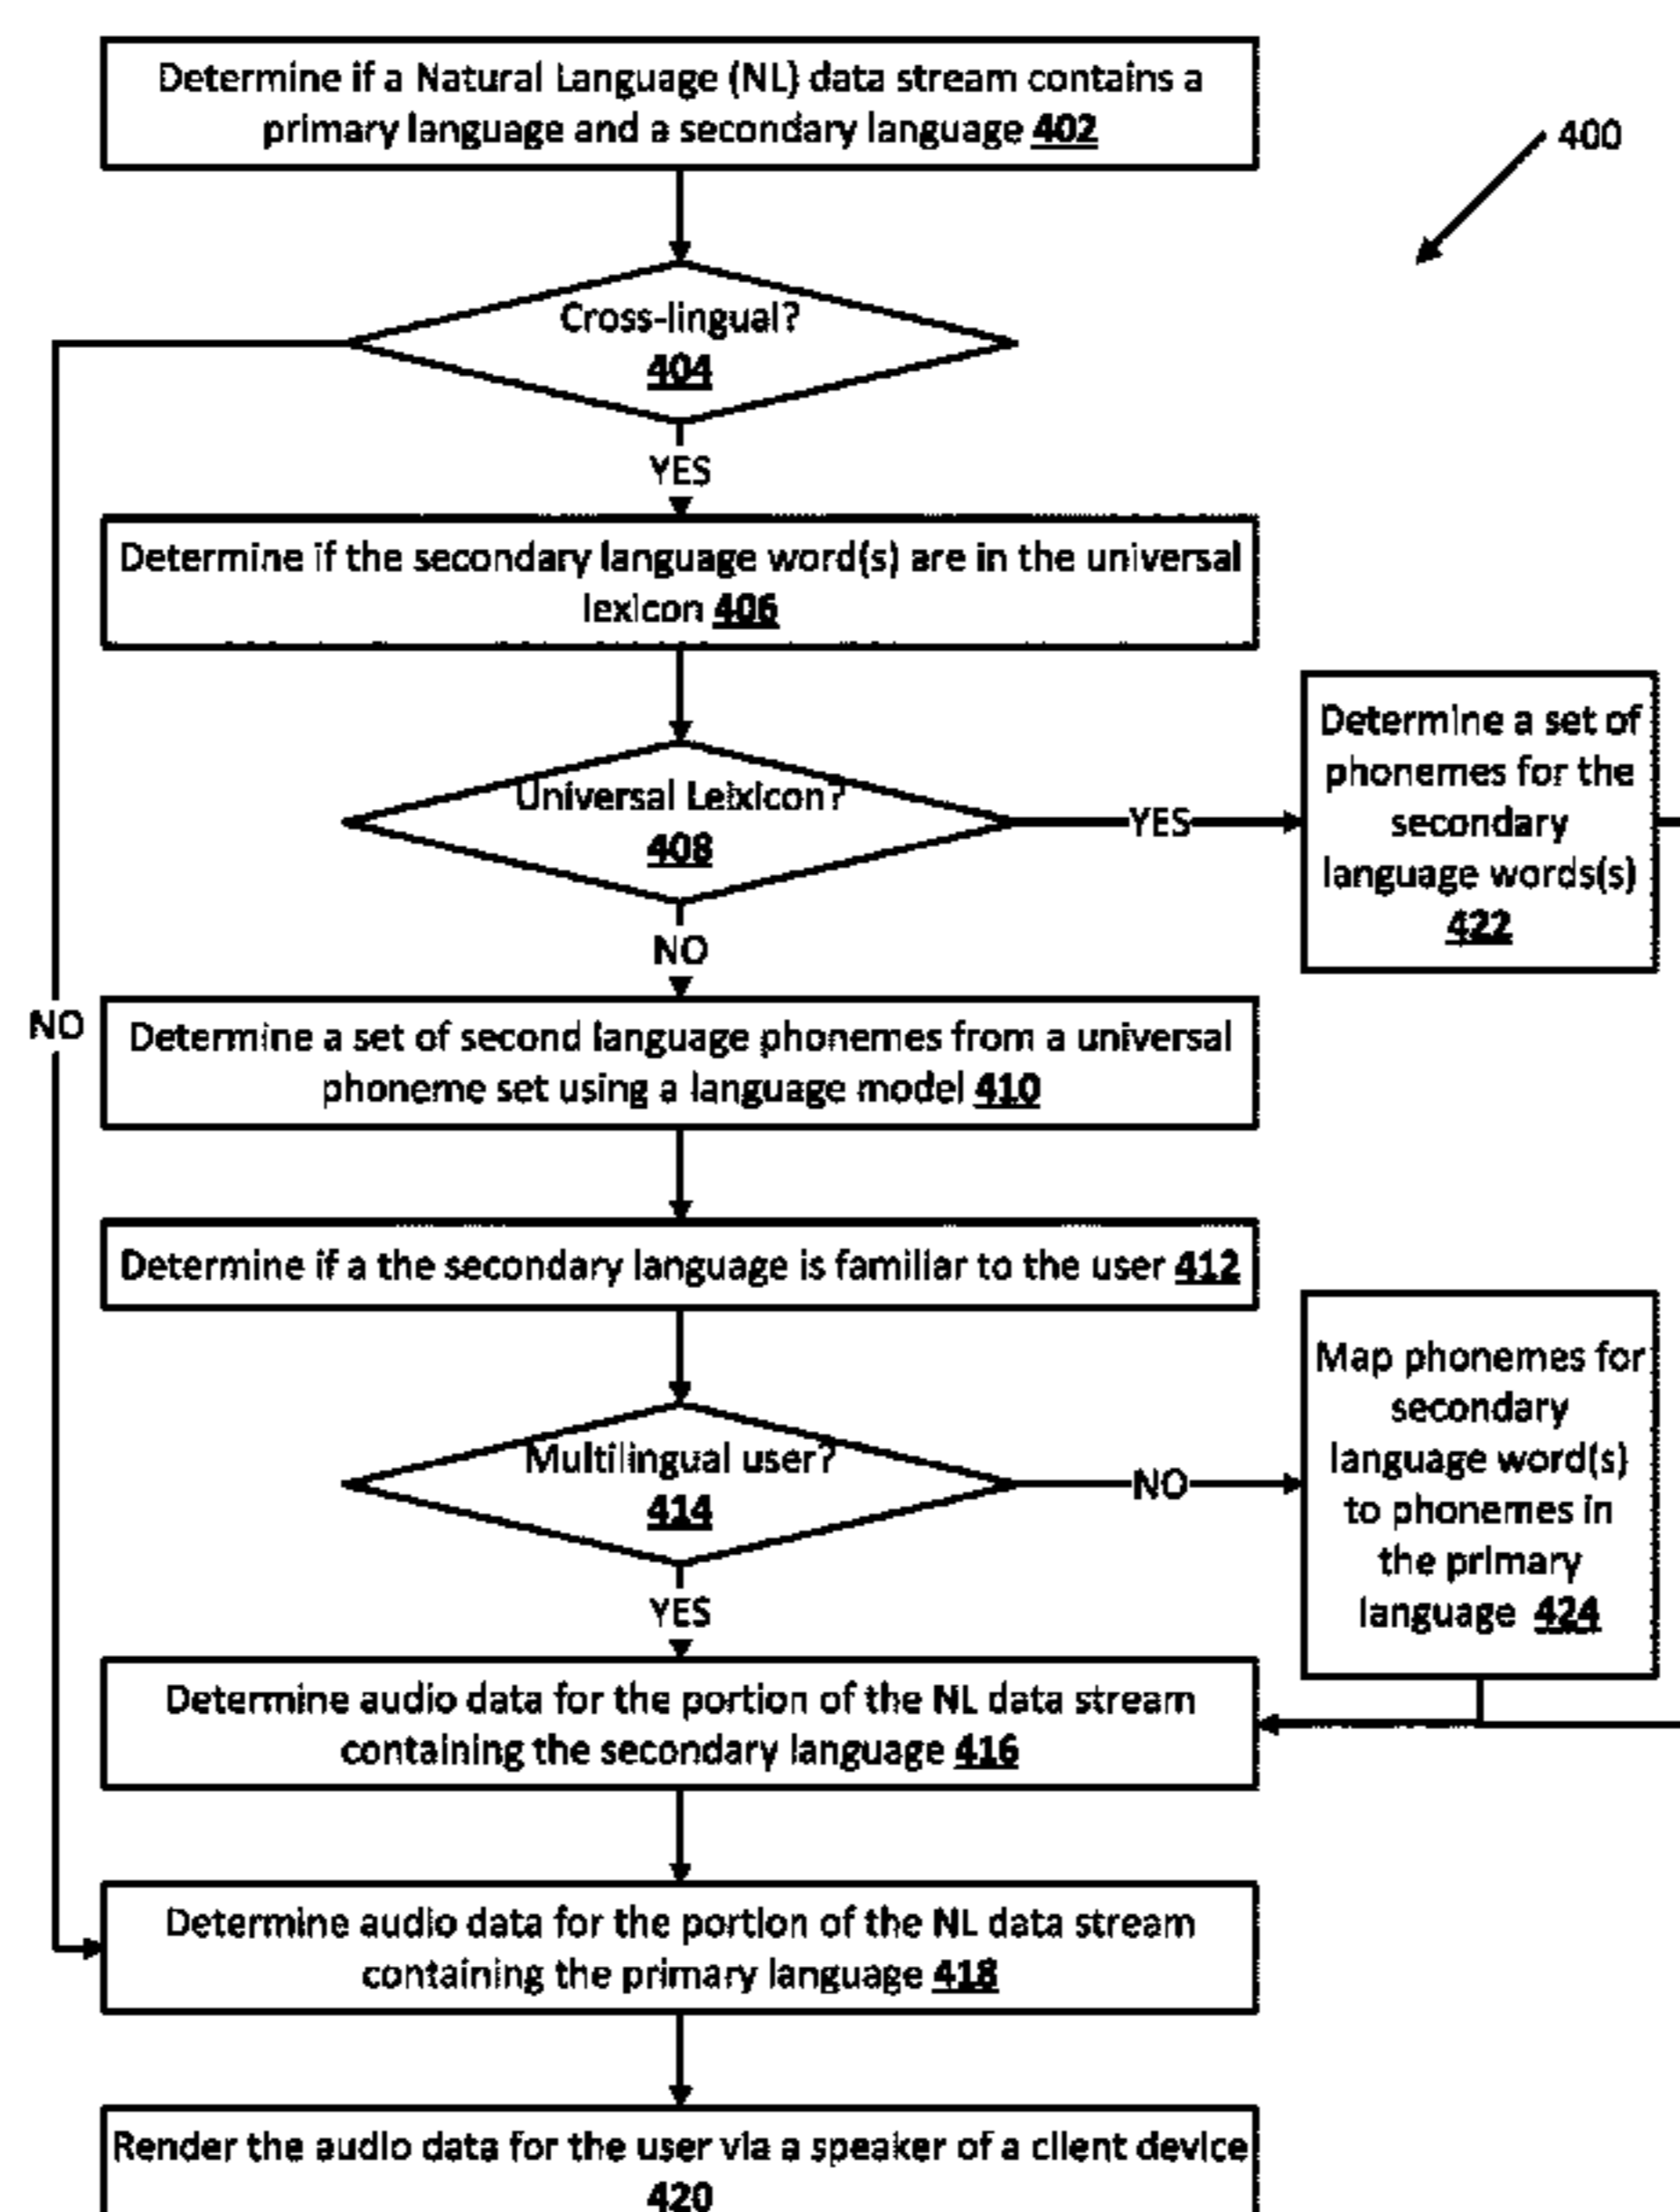 Determine if a Natural Language (NL) data stream contains a
primary language and a secondary language 402
400
Cross-lingual?
404
YES
Determine if the secondary language word(s) are in the universal
lexicon 406
Universal Leixicon?
408
YES
Determine a set of
phonemes for the
secondary
language words(s)
422
NO
NO
Determine a set of second language phonemes from a universal
phoneme set using a language model 410
Determine if a the secondary language is familiar to the user 412
Multilingual user?
414
NO
Map phonemes for
secondary
language word(s)
to phonemes in
the primary
language 424
YES
Determine audio data for the portion of the NL data stream
containing the secondary language 416
Determine audio data for the portion of the NL data stream
containing the primary language 418
Render the audio data for the user via a speaker of a client device
420